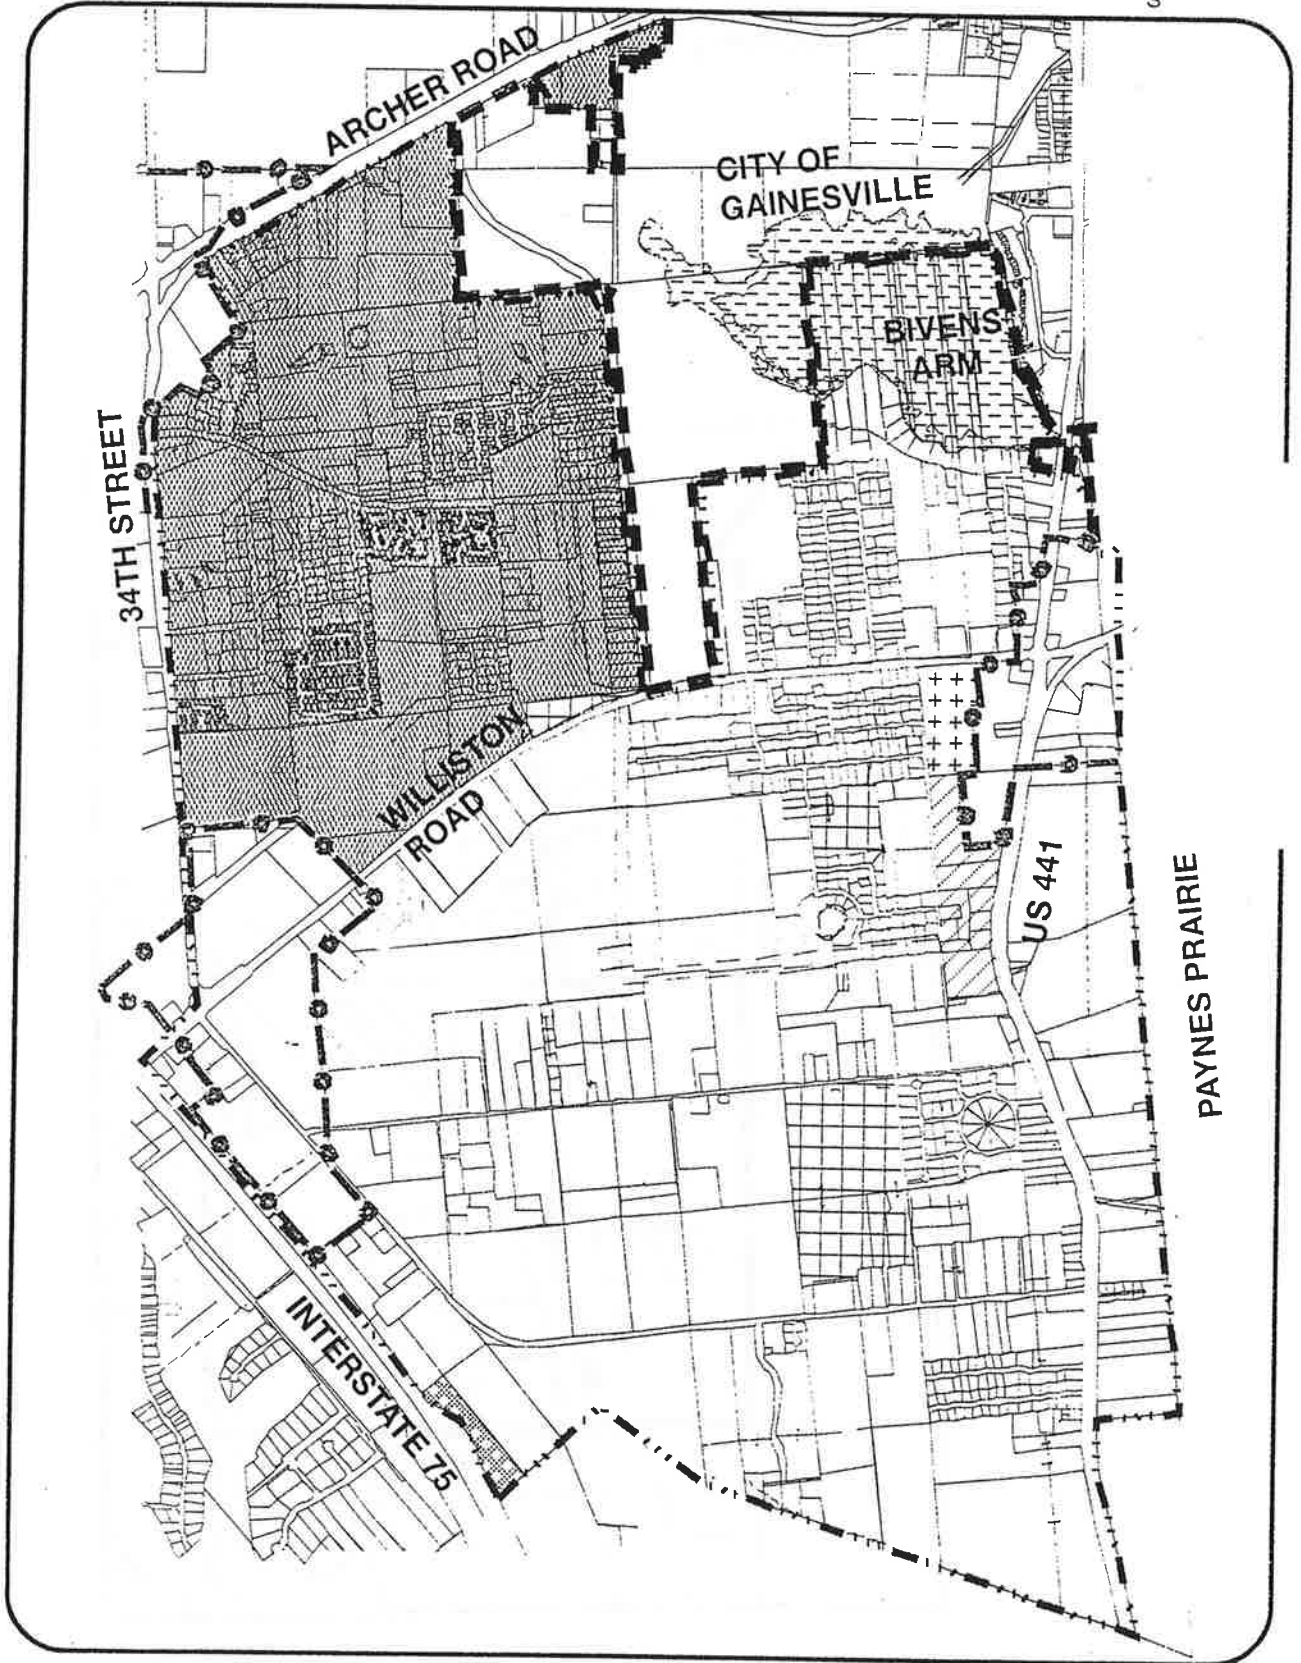 ARCHER ROAD
CITY OF
GAINESVILLE
BIVENS
ARM
34TH STREET
WILLISTON
ROAD
US 441
PAYNES PRAIRIE
INTERSTATE 75